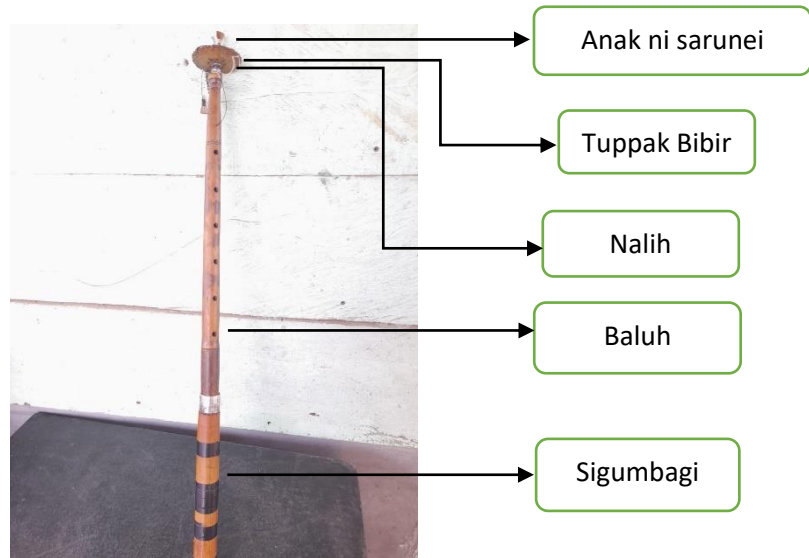 Anak ni sarunei
Tuppak Bibir
Nalih
Baluh
Sigumbagi